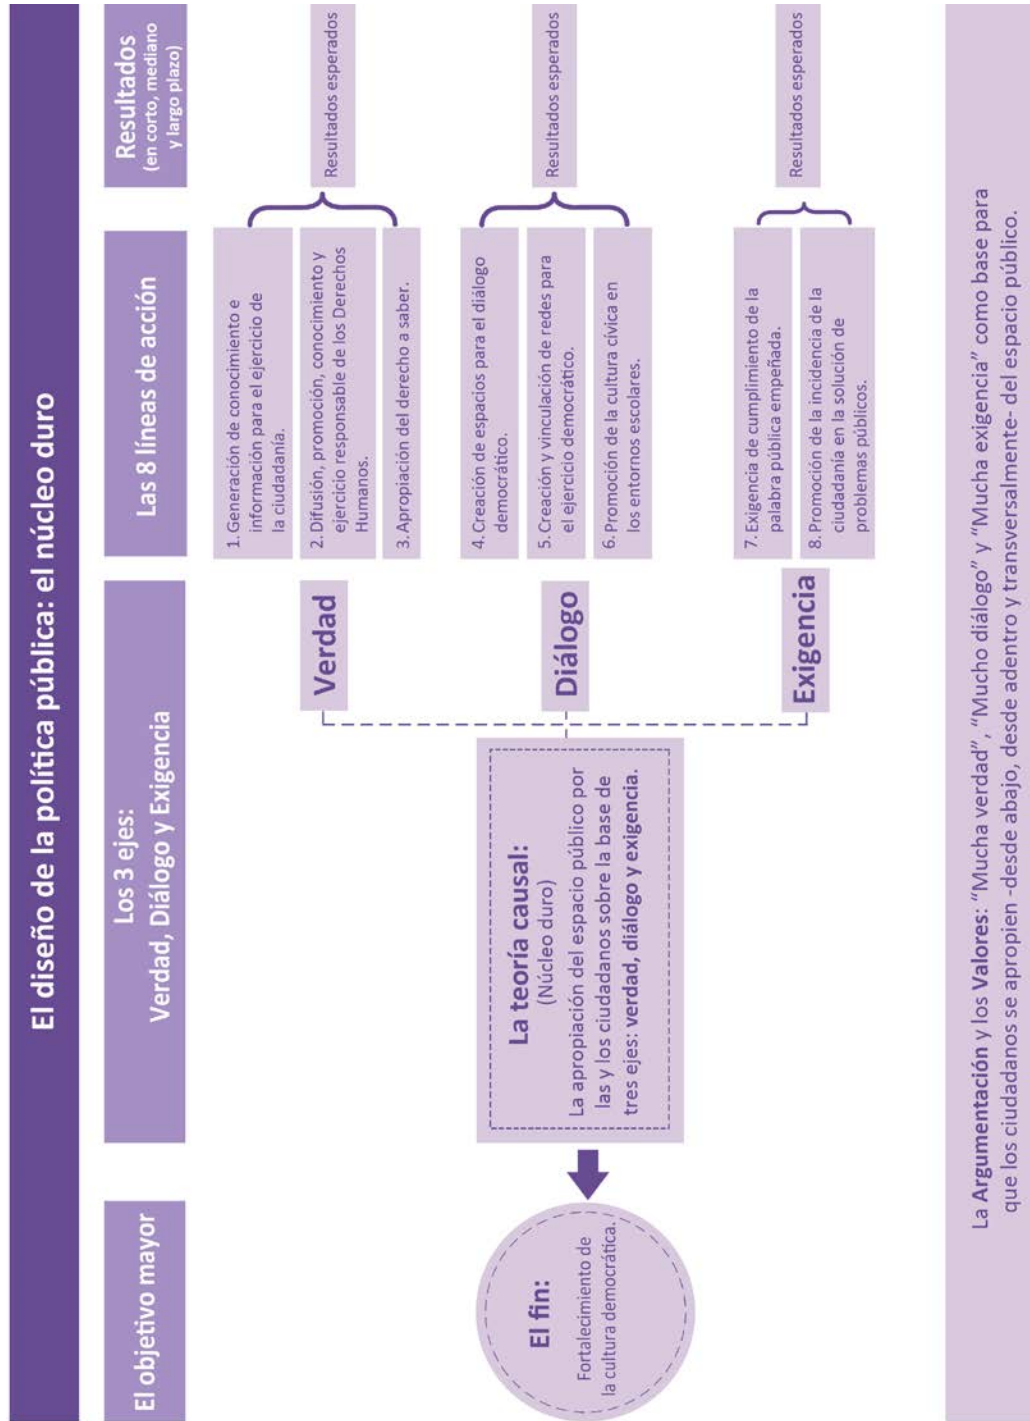 El diseño de la política pública: el núcleo duro
El objetivo mayor
Los 3 ejes:
Verdad, Diálogo y Exigencia
Las 8 líneas de acción
Resultados
(en corto, mediano
y largo plazo)
El fin:
Fortalecimiento de
la cultura democrática.
La teoría causal:
(Núcleo duro)
La apropiación del espacio público por
las y los ciudadanos sobre la base de
tres ejes: verdad, diálogo y exigencia.
Verdad
1. Generación de conocimiento e
información para el ejercicio de
la ciudadanía.
2. Difusión, promoción, conocimiento y
ejercicio responsable de los Derechos
Humanos.
3. Apropiación del derecho a saber.
Resultados esperados
Diálogo
4. Creación de espacios para el diálogo
democrático.
5. Creación y vinculación de redes para
el ejercicio democrático.
6. Promoción de la cultura cívica en
los entornos escolares.
Resultados esperados
Exigencia
7. Exigencia de cumplimiento de la
palabra pública empeñada.
8. Promoción de la incidencia de la
ciudadanía en la solución de
problemas públicos.
Resultados esperados
La Argumentación y los Valores: “Mucha verdad”, “Mucho diálogo” y “Mucha exigencia” como base para
que los ciudadanos se apropien -desde abajo, desde adentro y transversalmente- del espacio público.